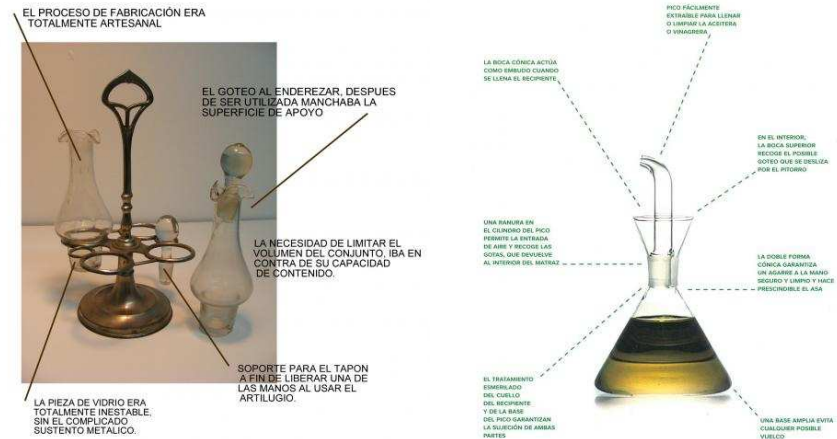 EL PROCESO DE FABRICACIÓN ERA
TOTALMENTE ARTESANAL
EL GOTEO AL ENDEREZAR, DESPUES
DE SER UTILIZADA MANCHABA LA
SUPERFICIE DE APOYO
LA NECESIDAD DE LIMITAR EL
VOLUMEN DEL CONJUNTO, IBA EN
CONTRA DE SU CAPACIDAD
DE CONTENIDO.
SOPORTE PARA EL TAPON
A FIN DE LIBERAR UNA DE
LAS MANOS AL USAR EL
ARTILUGIO.
LA PIEZA DE VIDRIO ERA
TOTALMENTE INESTABLE,
SIN EL COMPLICADO
SUSTENTO METALICO.
PICO FÁCILMENTE
EXTRAÍBLE PARA LLENAR
O LIMPIAR LA ACEITERA
O VINAGRERA
LA BOCA CÓNICA ACTÚA
COMO EMBUDO CUANDO
SE LLENA EL RECIPIENTE
EN EL INTERIOR,
LA BOCA SUPERIOR
RECOGE EL POSIBLE
GOTEO QUE SE DESLIZA
POR EL PITORRO
UNA RANURA EN
EL CILINDRO DEL PICO
PERMITE LA ENTRADA
DE AIRE Y RECOGE LAS
GOTAS, QUE DEVUELVE
AL INTERIOR DEL MATRAZ
LA DOBLE FORMA
CÓNICA GARANTIZA
UN AGARRE A LA MANO
SEGURO Y LIMPIO Y HACE
PRESCINDIBLE EL ASA
EL TRATAMIENTO
ESMERILADO
DEL CUELLO
DEL RECIPIENTE
Y DE LA BASE
DEL PICO GARANTIZAN
LA SUJECIÓN DE AMBAS
PARTES
UNA BASE AMPLIA EVITA
CUALQUIER POSIBLE
VUELCO